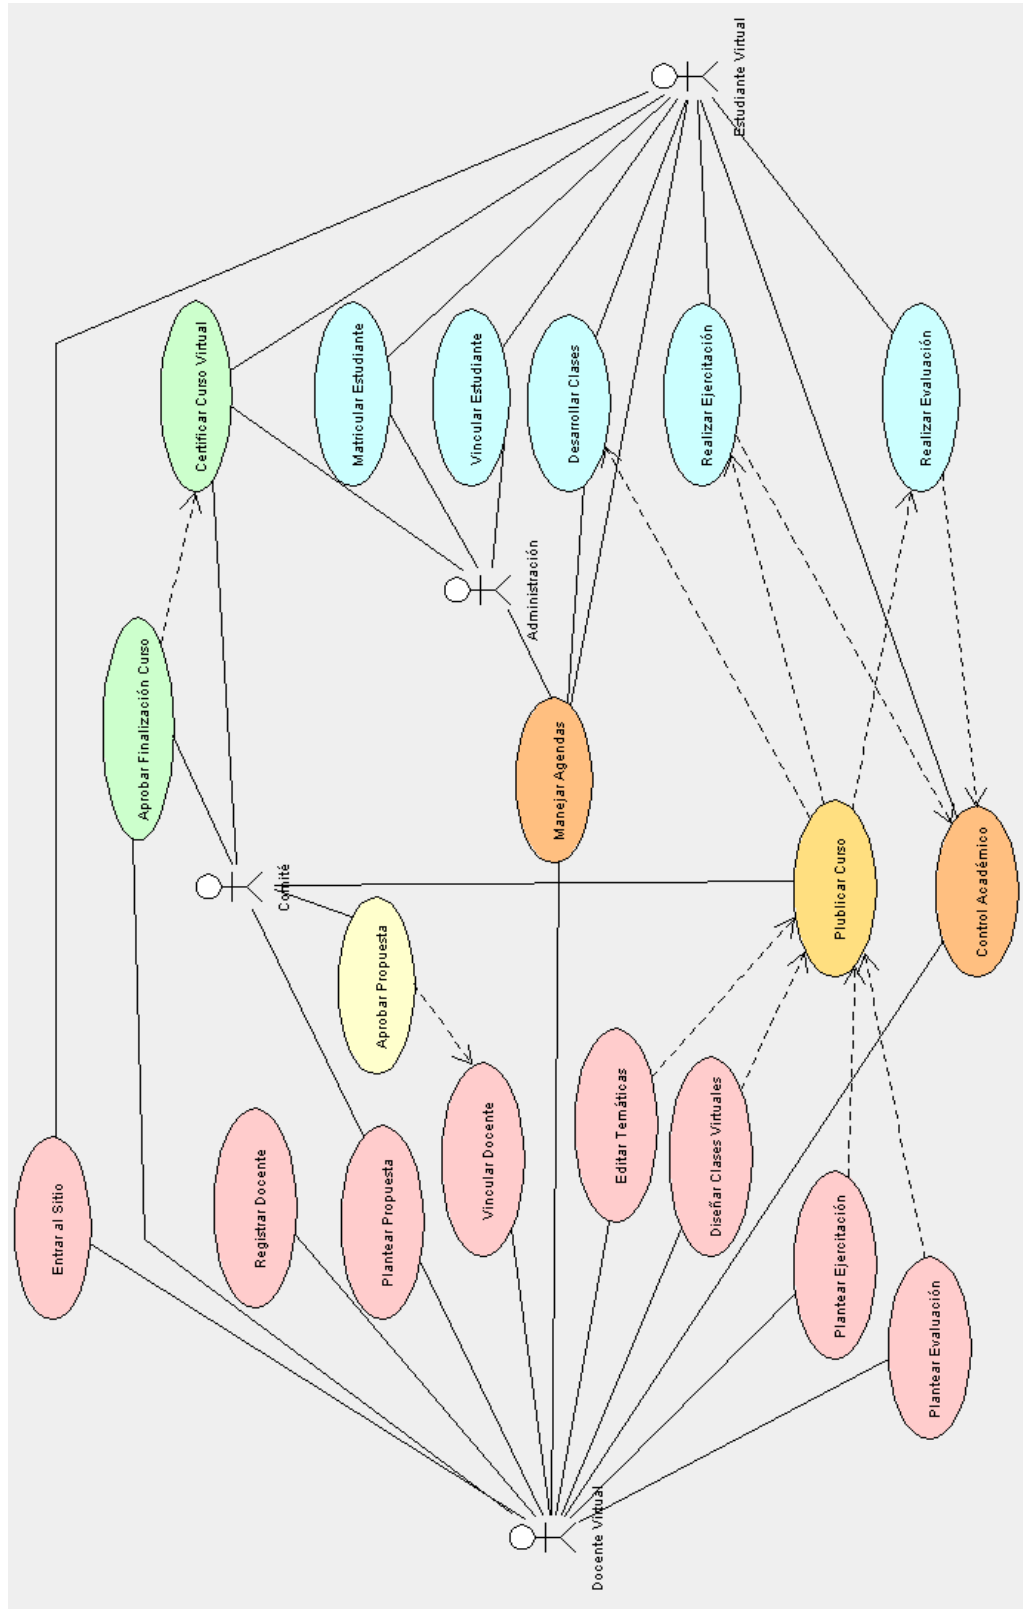 Entrar al Sitio
Aprobar Finalización Curso
Certificar Curso Virtual
Registrar Docente
Comité
Plantear Propuesta
Aprobar Propuesta
Matricular Estudiante
Vincular Docente
Vincular Estudiante
Administración
Docente Virtual
Manejar Agendas
Desarrollar Clases
Editar Temáticas
Diseñar Clases Virtuales
Realizar Ejercitación
Estudiante Virtual
Plantear Ejercitación
Plublicar Curso
Plantear Evaluación
Realizar Evaluación
Control Académico